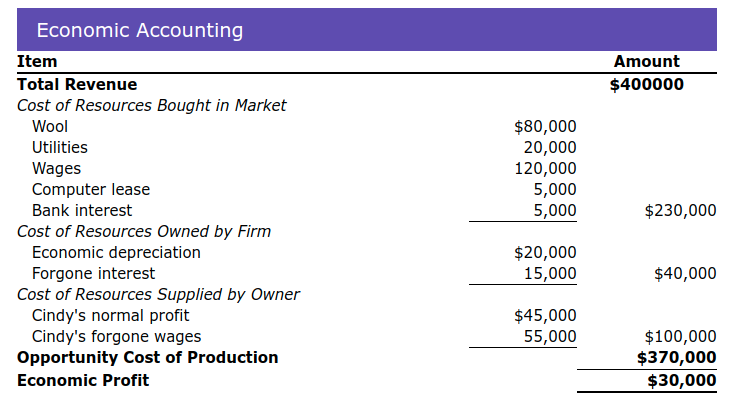 Economic Accounting
Item Amount
Total Revenue $400000
Cost of Resources Bought in Market
Wool $80,000
Utilities 20,000
Wages 120,000
Computer lease 5,000
Bank interest 5,000 $230,000
Cost of Resources Owned by Firm
Economic depreciation $20,000
Forgone interest 15,000 $40,000
Cost of Resources Supplied by Owner
Cindy's normal profit $45,000
Cindy's forgone wages 55,000 $100,000
Opportunity Cost of Production $370,000
Economic Profit $30,000